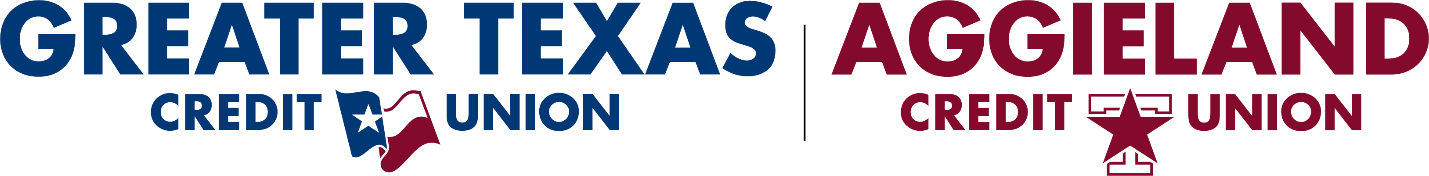 GREATER TEXAS
CREDIT UNION
AGGIELAND
CREDIT UNION